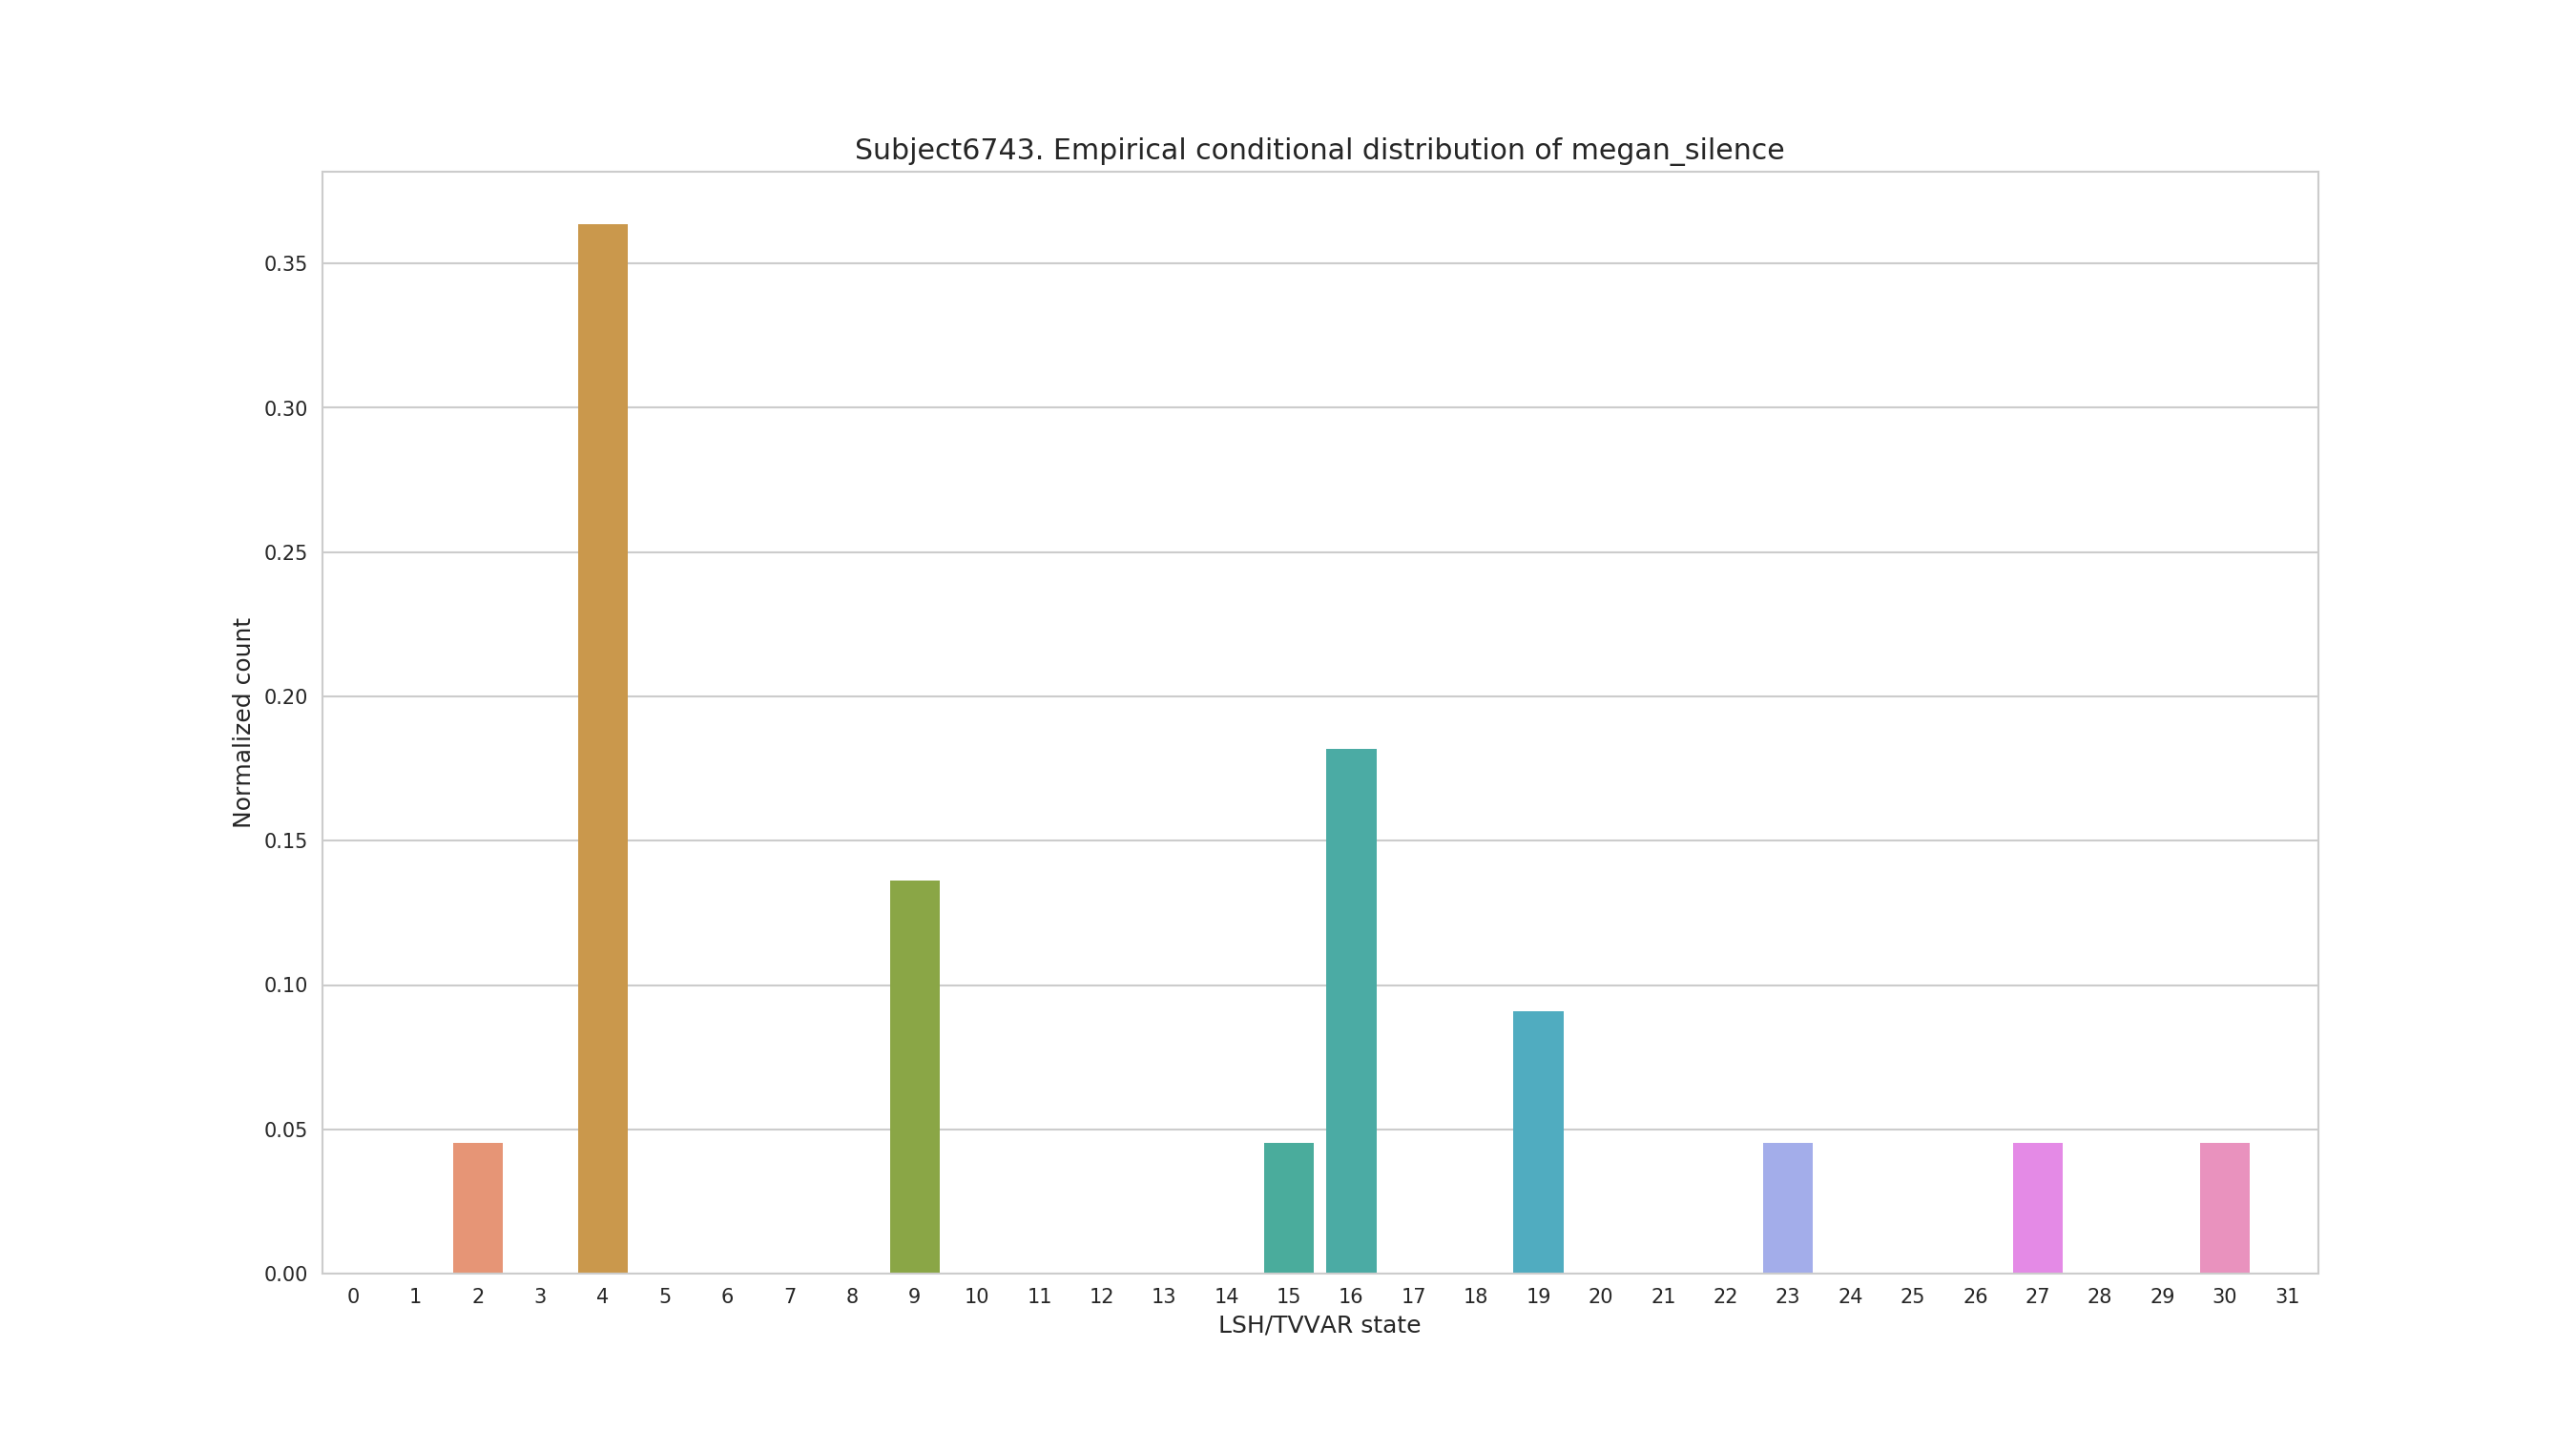 Subject6743. Empirical conditional distribution of megan_silence
Normalized count
0.35
0.30
0.25
0.20
0.15
0.10
0.05
0.00
0 1 2 3 4 5 6 7 8 9 10 11 12 13 14 15 16 17 18 19 20 21 22 23 24 25 26 27 28 29 30 31
LSH/TVVAR state